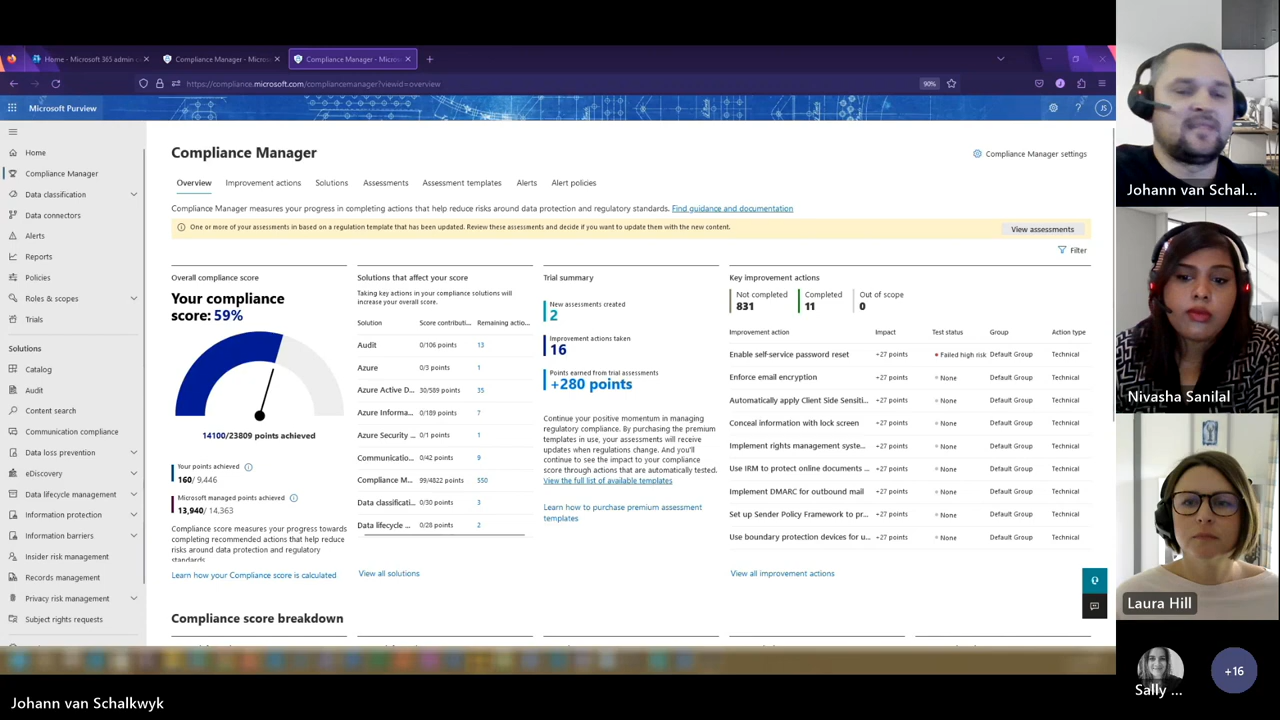 Home - Microsoft 365 admin c
Compliance Manager - Micros
Compliance Manager - Micros
https://compliance.microsoft.com/compliancemanager?viewid=overview
90%
Microsoft Purview
JS
Home
Compliance Manager
Data classification
Data connectors
Alerts
Reports
Policies
Roles & scopes
Trials
Solutions
Catalog
Audit
Content search
Communication compliance
Data loss prevention
eDiscovery
Data lifecycle management
Information protection
Information barriers
Insider risk management
Records management
Privacy risk management
Subject rights requests
Compliance Manager
Compliance Manager settings
Overview Improvement actions Solutions Assessments Assessment templates Alerts Alert policies
Compliance Manager measures your progress in completing actions that help reduce risks around data protection and regulatory standards. Find guidance and documentation
One or more of your assessments in based on a regulation template that has been updated. Review these assessments and decide if you want to update them with the new content.
View assessments
Filter
Overall compliance score
Your compliance
score: 59%
14100/23809 points achieved
Your points achieved
160/ 9,446
Microsoft managed points achieved
13,940/ 14,363
Compliance score measures your progress towards
completing recommended actions that help reduce
risks around data protection and regulatory
standards.
Learn how your Compliance score is calculated
Solutions that affect your score
Taking key actions in your compliance solutions will
increase your overall score.
Solution Score contributi... Remaining actio...
Audit 0/106 points 13
Azure 0/3 points 1
Azure Active D... 30/589 points 35
Azure Informa... 0/189 points 7
Azure Security ... 0/1 points 1
Communicatio... 0/42 points 9
Compliance M... 99/4822 points 550
Data classificati... 0/30 points 3
Data lifecycle ... 0/28 points 2
View all solutions
Trial summary
New assessments created
2
Improvement actions taken
16
Points earned from trial assessments
+280 points
Continue your positive momentum in managing
regulatory compliance. By purchasing the premium
templates in use, your assessments will receive
updates when regulations change. And you'll
continue to see the impact to your compliance
score through actions that are automatically tested.
View the full list of available templates
Learn how to purchase premium assessment
templates
Key improvement actions
Not completed Completed Out of scope
831 11 0
Improvement action Impact Test status Group Action type
Enable self-service password reset +27 points Failed high risk Default Group Technical
Enforce email encryption +27 points None Default Group Technical
Automatically apply Client Side Sensiti... +27 points None Default Group Technical
Conceal information with lock screen +27 points None Default Group Technical
Implement rights management syste... +27 points None Default Group Technical
Use IRM to protect online documents ... +27 points None Default Group Technical
Implement DMARC for outbound mail +27 points None Default Group Technical
Set up Sender Policy Framework to pr... +27 points None Default Group Technical
Use boundary protection devices for u... +27 points None Default Group Technical
View all improvement actions
Compliance score breakdown
Johann van Schal...
Nivasha Sanilal
Laura Hill
Sally ...
+16
Johann van Schalkwyk